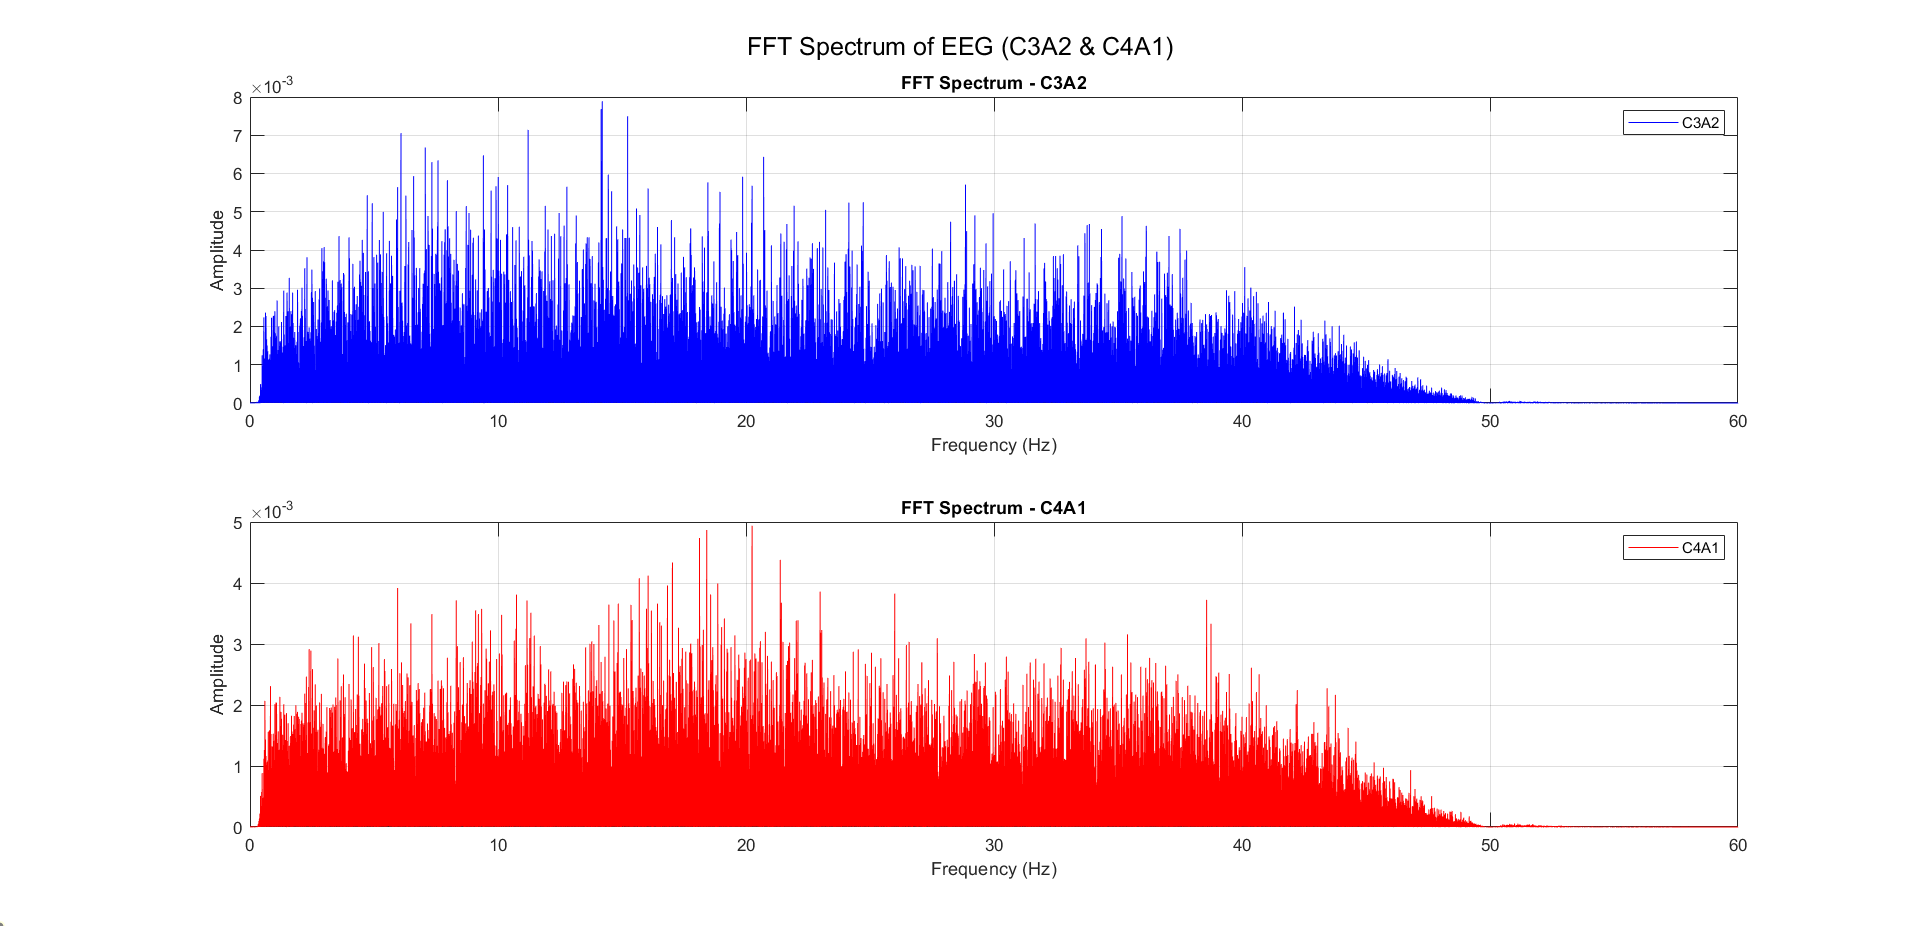 FFT Spectrum of EEG (C3A2 & C4A1)
FFT Spectrum - C3A2
×10-3
8
7
6
5
4
3
2
1
0
Amplitude
C3A2
0 10 20 30 40 50 60
Frequency (Hz)
FFT Spectrum - C4A1
×10-3
5
4
3
2
1
0
Amplitude
C4A1
0 10 20 30 40 50 60
Frequency (Hz)